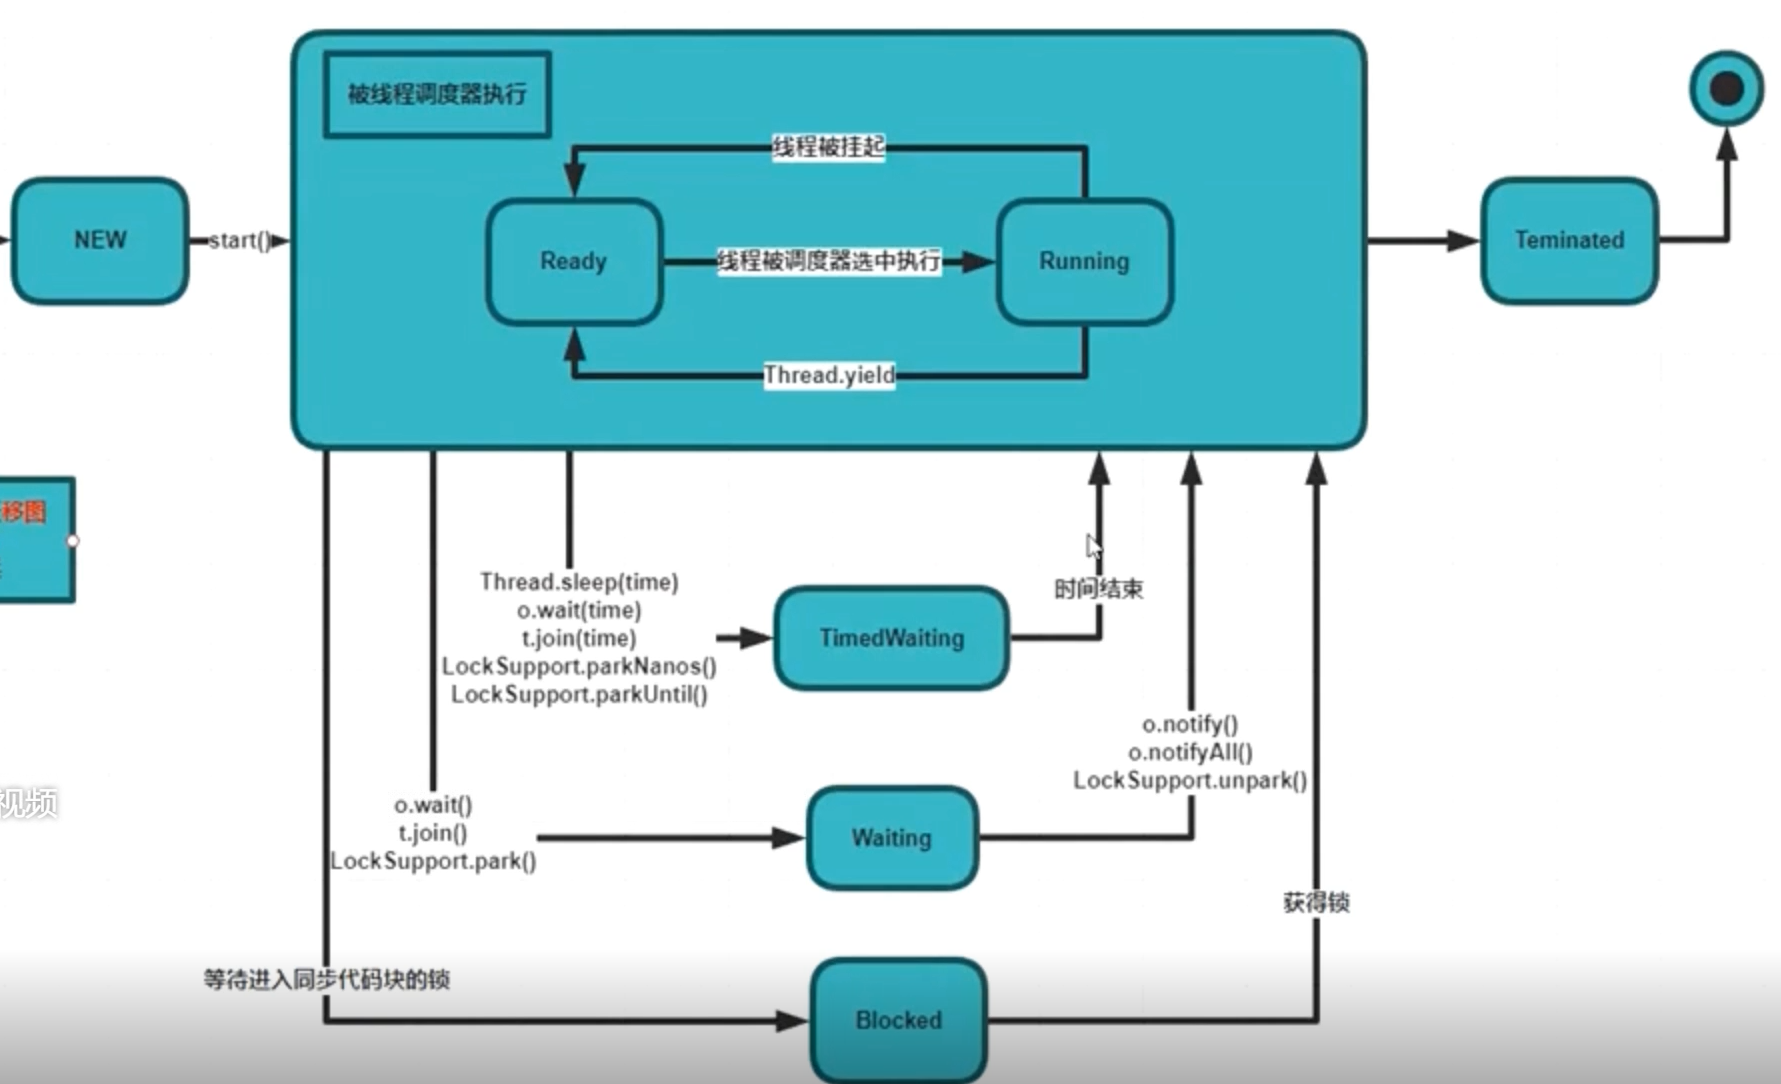 被线程调度器执行
线程被挂起
NEW
start()
Ready
线程被调度器选中执行
Running
Teminated
Thread.yield
移图
Thread.sleep(time)
o.wait(time)
t.join(time)
LockSupport.parkNanos()
LockSupport.parkUntil()
TimedWaiting
时间结束
o.notify()
o.notifyAll()
LockSupport.unpark()
视频
o.wait()
t.join()
LockSupport.park()
Waiting
获得锁
等待进入同步代码块的锁
Blocked